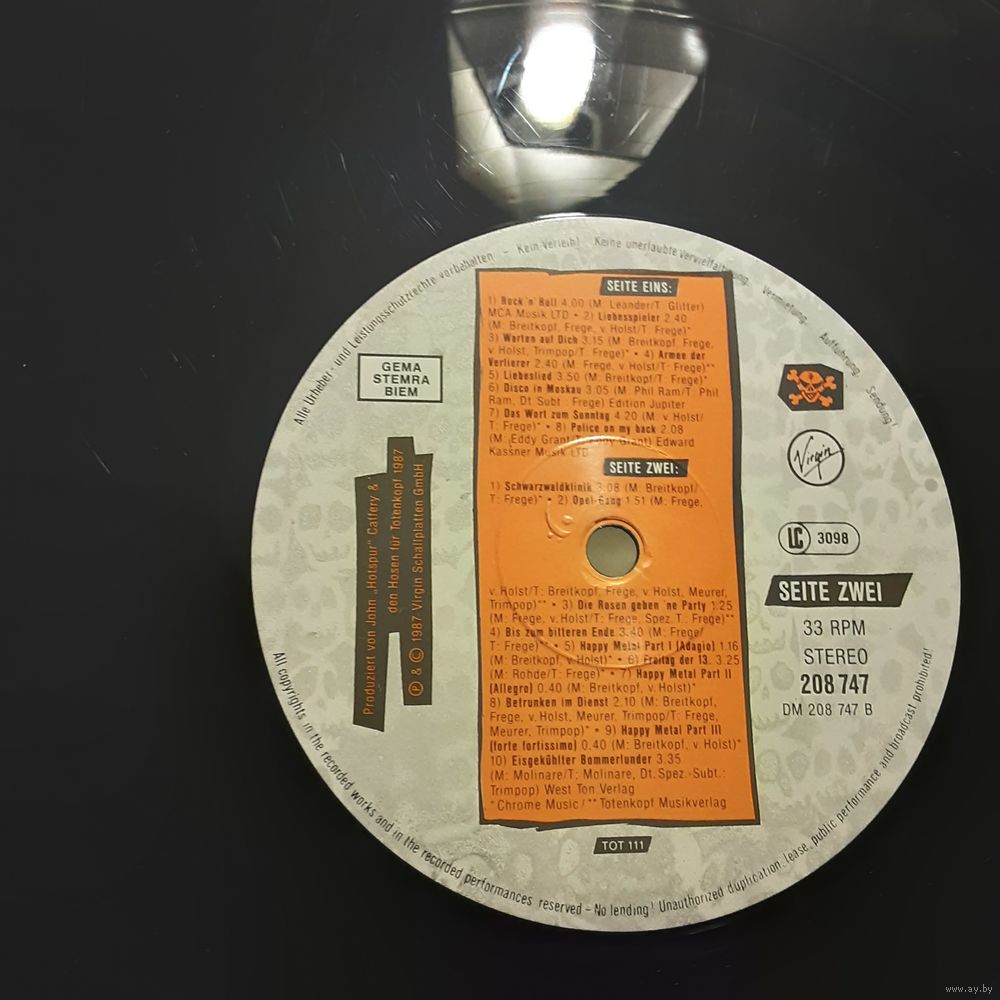 Alle Urheber- und Leistungsschutzrechte vorbehalten – Kein Verleih! Keine unerlaubte Vervielfältigung, Vermietung, Aufführung, Sendung!
GEMA
STEMRA
BIEM
Produziert von John „Hotspur“ Caffery &
den Hosen für Totenkopf 1987
Ⓟ & © 1987 Virgin Schallplatten GmbH
SEITE EINS:
1) Rock'n'Roll 4.00 (M. Leander/T. Glitter)
MCA Musik LTD • 2) Liebesspieler 2.40
(M. Breitkopf, Frege, v. Holst/T. Frege)*
3) Warten auf Dich 3.15 (M. Breitkopf, Frege,
v. Holst, Trimpop/T. Frege)* • 4) Armee der
Verlierer 2.40 (M. Frege, v. Holst/T. Frege)**
5) Liebeslied 3.50 (M. Breitkopf/T. Frege)*
6) Disco in Moskau 3.05 (M. Phil Ram/T. Phil
Ram, Dt. Subt.: Frege) Edition Jupiter
7) Das Wort zum Sonntag 4.20 (M. v. Holst/
T: Frege)* • 8) Police on my back 2.08
(M. Eddy Grant/T. Eddy Grant) Edward
Kassner Musik LTD
SEITE ZWEI:
1) Schwarzwaldklinik 3.08 (M. Breitkopf/
T: Frege)* • 2) Opel-Gang 1.51 (M. Frege,
v. Holst/T: Breitkopf, Frege, v. Holst, Meurer,
Trimpop)** • 3) Die Rosen geben 'ne Party 1.25
(M: Frege, v. Holst/T: Frege, Spez. T.: Frege)**
4) Bis zum bitteren Ende 3.40 (M: Frege/
T: Frege)** • 5) Happy Metal Part I (Adagio) 1.16
(M: Breitkopf, v. Holst)* • 6) Freitag der 13. 3.25
(M: Rohde/T: Frege)* • 7) Happy Metal Part II
(Allegro) 0.40 (M: Breitkopf, v. Holst)*
8) Betrunken im Dienst 2.10 (M: Breitkopf,
Frege, v. Holst, Meurer, Trimpop/T: Frege,
Meurer, Trimpop)* • 9) Happy Metal Part III
(forte fortissimo) 0.40 (M: Breitkopf, v. Holst)*
10) Eisgekühlter Bommerlunder 3.35
(M: Molinare/T: Molinare, Dt. Spez.-Subt.:
Trimpop) West Ton Verlag
* Chrome Music/** Totenkopf Musikverlag
TOT 111
Virgin
LC 3098
SEITE ZWEI
33 RPM
STEREO
208 747
DM 208 747 B
All copyrights in the recorded works and in the recorded performances reserved – No lending! Unauthorized duplication, lease, public performance and broadcast prohibited!
www.ay.by